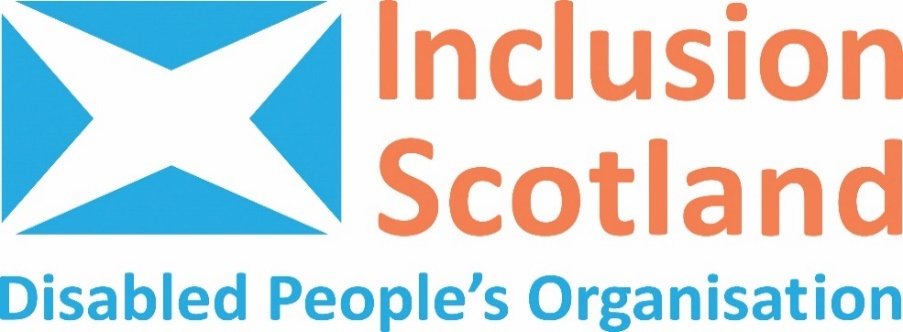 Inclusion
Scotland
Disabled People's Organisation